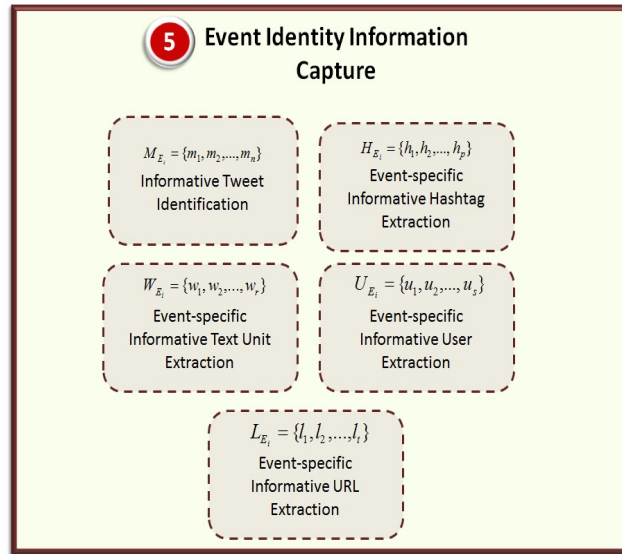 5
Event Identity Information
Capture
M_{E_i} = {m_1, m_2,..., m_n}
Informative Tweet
Identification
H_{E_i} = {h_1, h_2,..., h_p}
Event-specific
Informative Hashtag
Extraction
W_{E_i} = {w_1, w_2,..., w_r}
Event-specific
Informative Text Unit
Extraction
U_{E_i} = {u_1, u_2,..., u_s}
Event-specific
Informative User
Extraction
L_{E_i} = {l_1, l_2,..., l_t}
Event-specific
Informative URL
Extraction